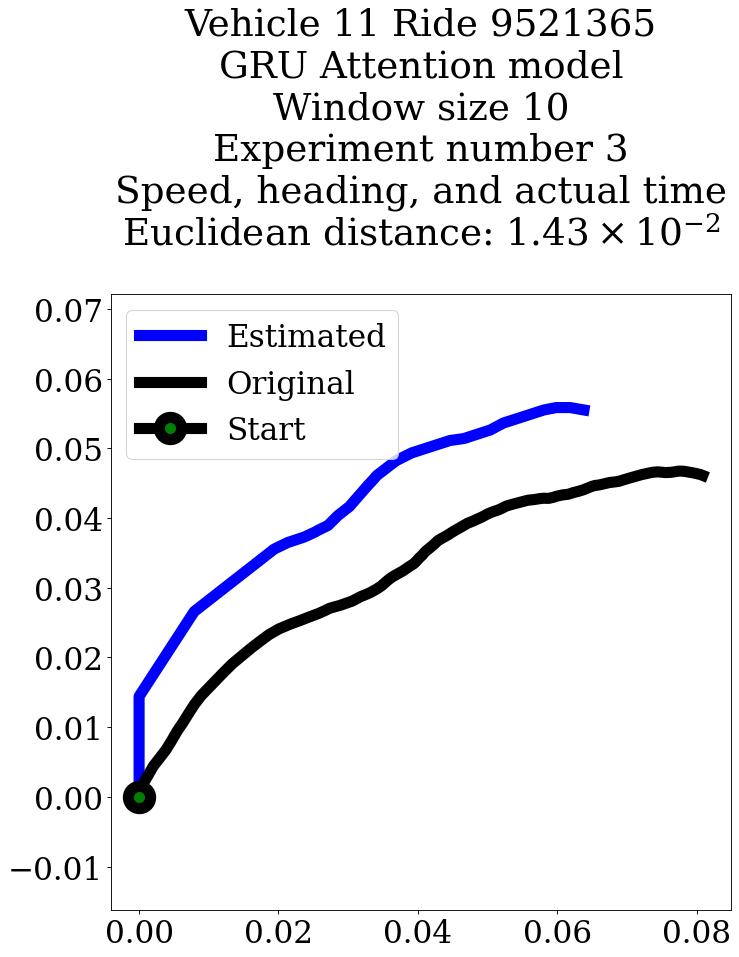 Vehicle 11 Ride 9521365
GRU Attention model
Window size 10
Experiment number 3
Speed, heading, and actual time
Euclidean distance: 1.43 × 10⁻²
Estimated
Original
Start
0.07
0.06
0.05
0.04
0.03
0.02
0.01
0.00
−0.01
0.00 0.02 0.04 0.06 0.08